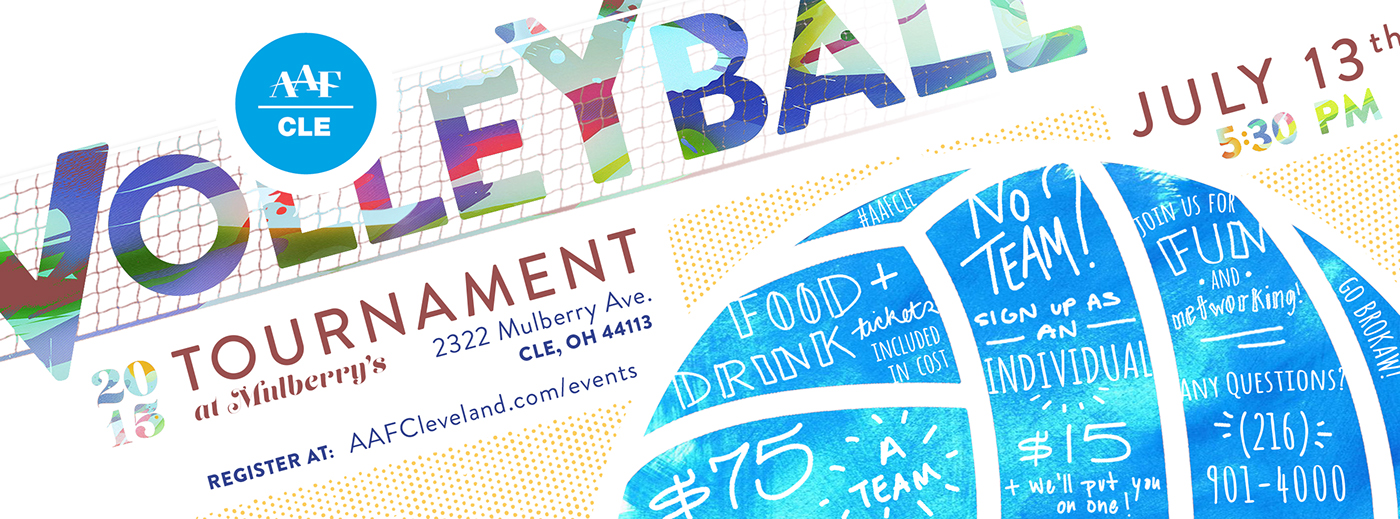 VOLLEYBALL
AAF
CLE
JULY 13th
5:30 PM
2015
TOURNAMENT
at Mulberry's
2322 Mulberry Ave.
CLE, OH 44113
REGISTER AT: AAFCleveland.com/events
#AAFCLE
FOOD +
DRINK tickets
INCLUDED
IN COST
$75
A
TEAM
NO
TEAM?
SIGN UP AS
AN
INDIVIDUAL
$15
+ we'll put you
on one!
JOIN US FOR
FUN
AND
networking!
ANY QUESTIONS?
(216)
901-4000
GO BROKAW!